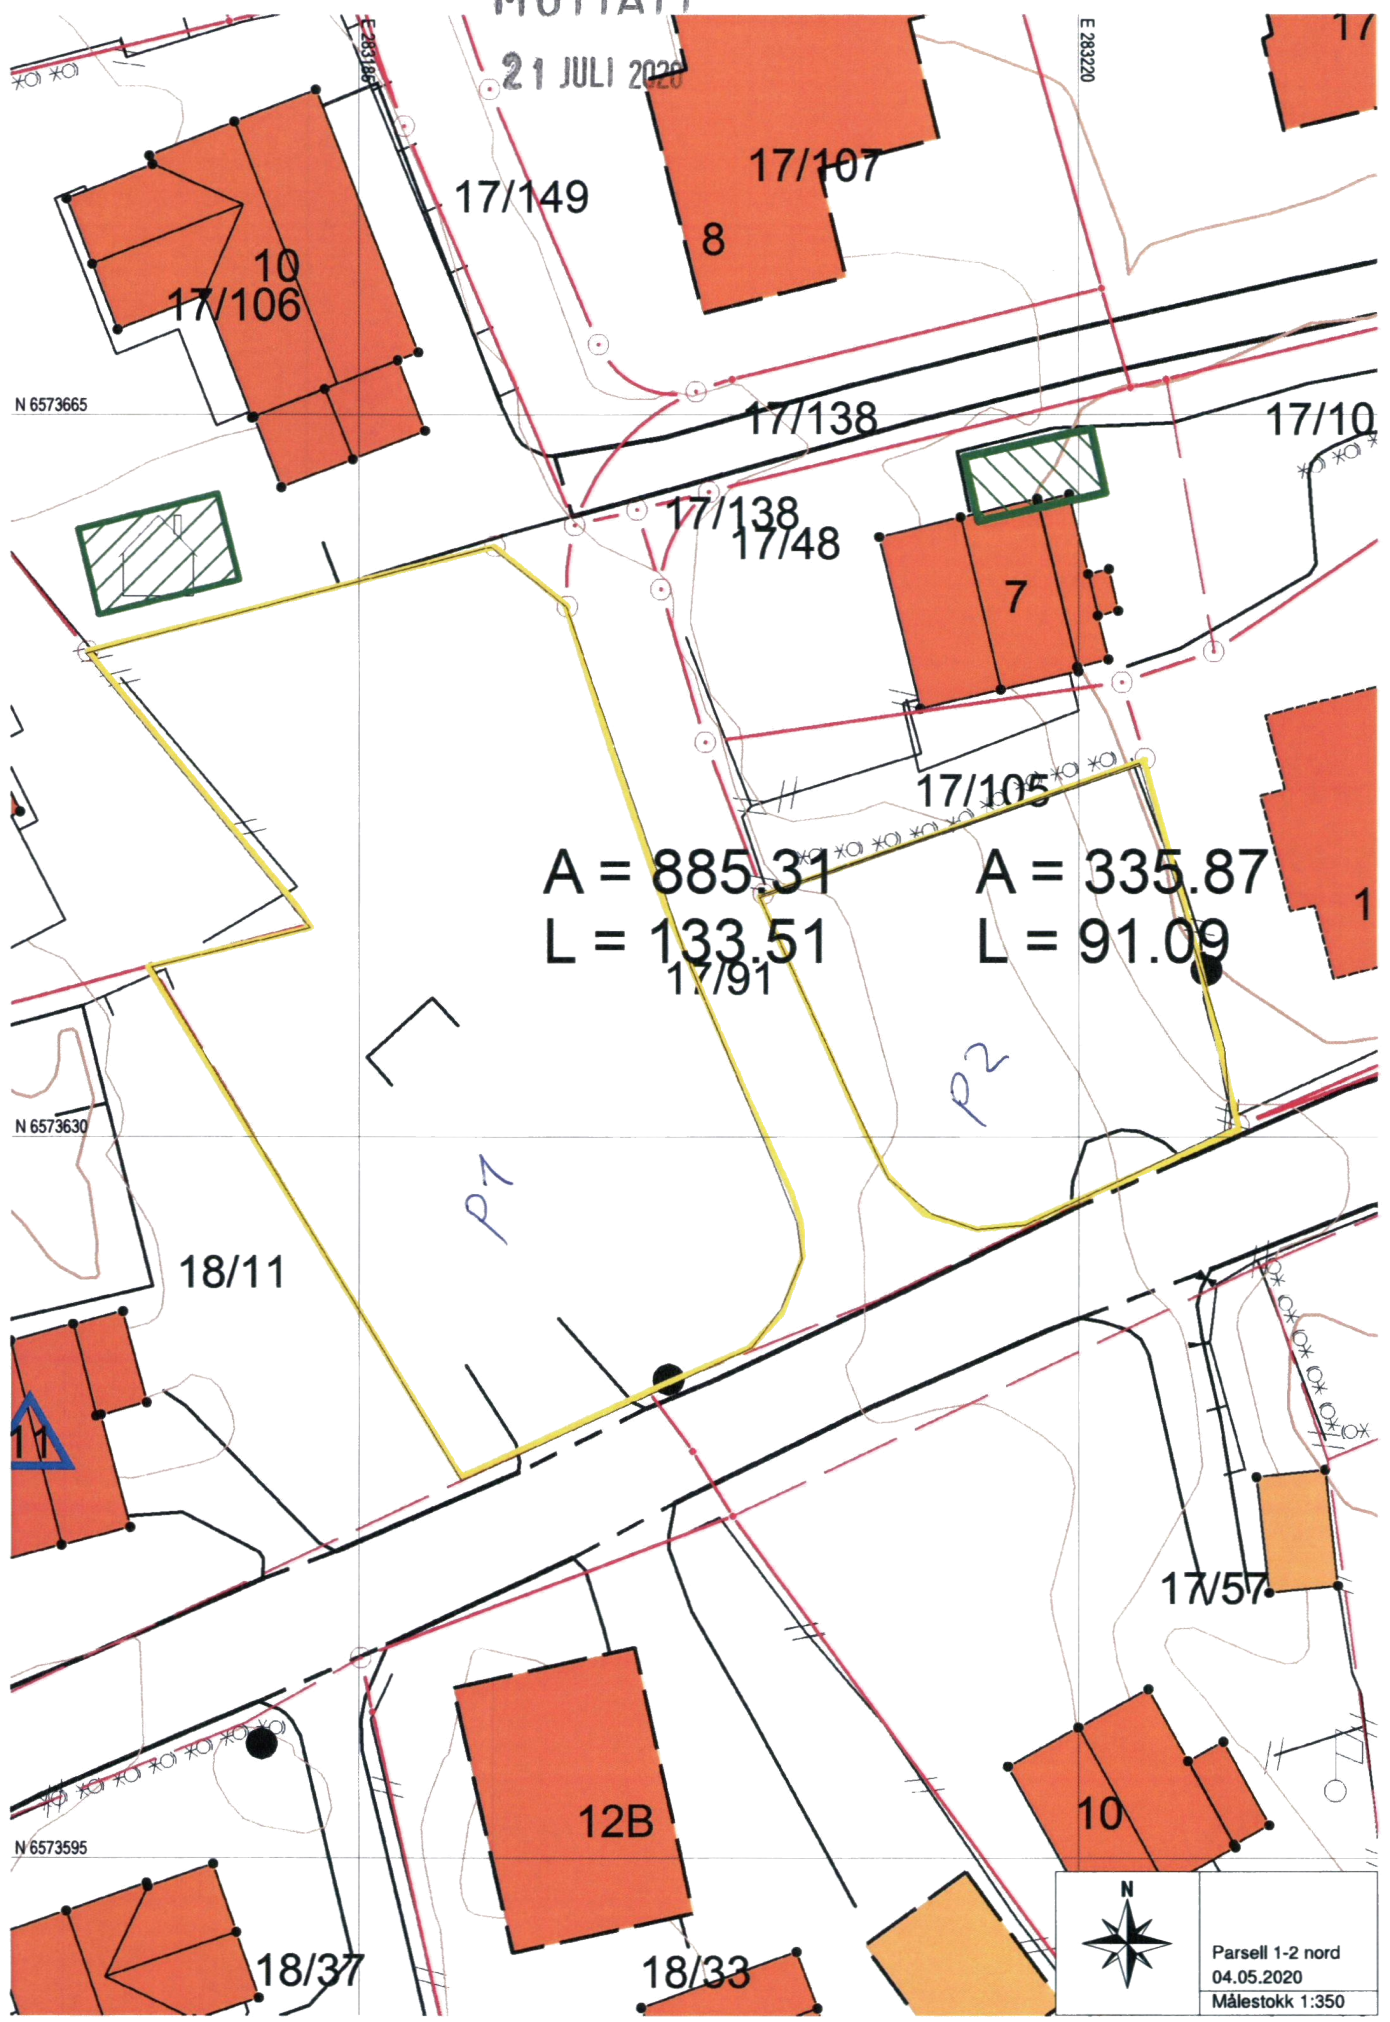 MOTTATT
21 JULI 2020
E 283185
E 283220
17
17/149
17/107
8
10
17/106
N 6573665
17/138
17/10
17/138
17/48
7
17/105
A = 885.31
L = 133.51
A = 335.87
L = 91.09
1
17/91
P2
N 6573630
P1
18/11
11
17/57
12B
10
N 6573595
18/37
18/33
N
Parsell 1-2 nord
04.05.2020
Målestokk 1:350